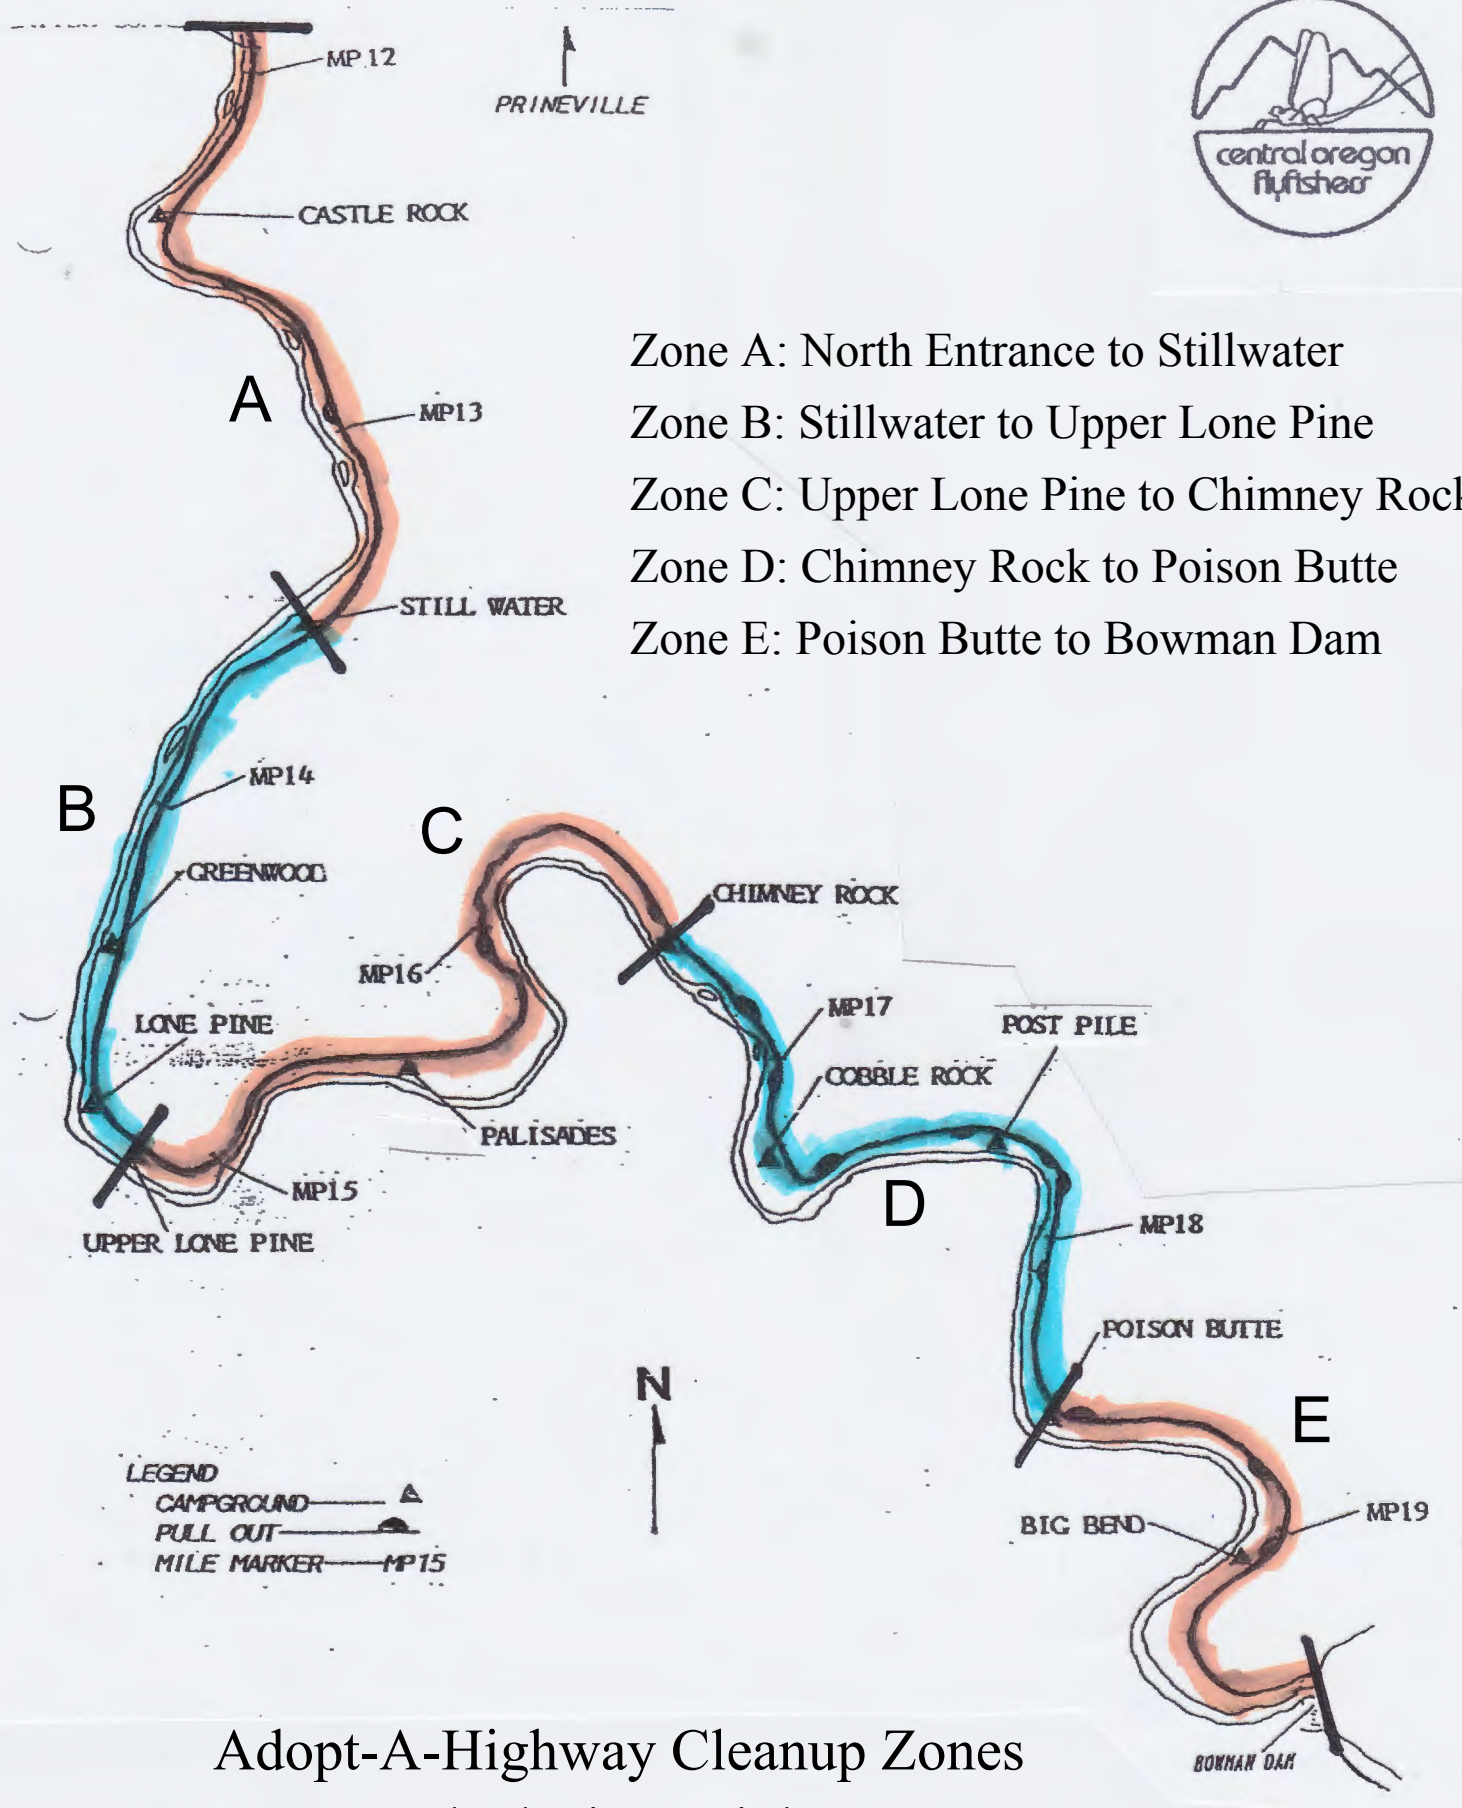 MP.12
PRINEVILLE
central oregon
flyfishers
CASTLE ROCK
Zone A: North Entrance to Stillwater
Zone B: Stillwater to Upper Lone Pine
Zone C: Upper Lone Pine to Chimney Rock
Zone D: Chimney Rock to Poison Butte
Zone E: Poison Butte to Bowman Dam
A
MP13
STILL WATER
MP14
B
C
GREENWOOD
CHIMNEY ROCK
MP16
LONE PINE
MP17
POST PILE
COBBLE ROCK
PALISADES
MP15
D
UPPER LONE PINE
MP18
POISON BUTTE
N
E
LEGEND
CAMPGROUND
PULL OUT
MILE MARKER MP15
BIG BEND
MP19
Adopt-A-Highway Cleanup Zones
BOWMAN DAM